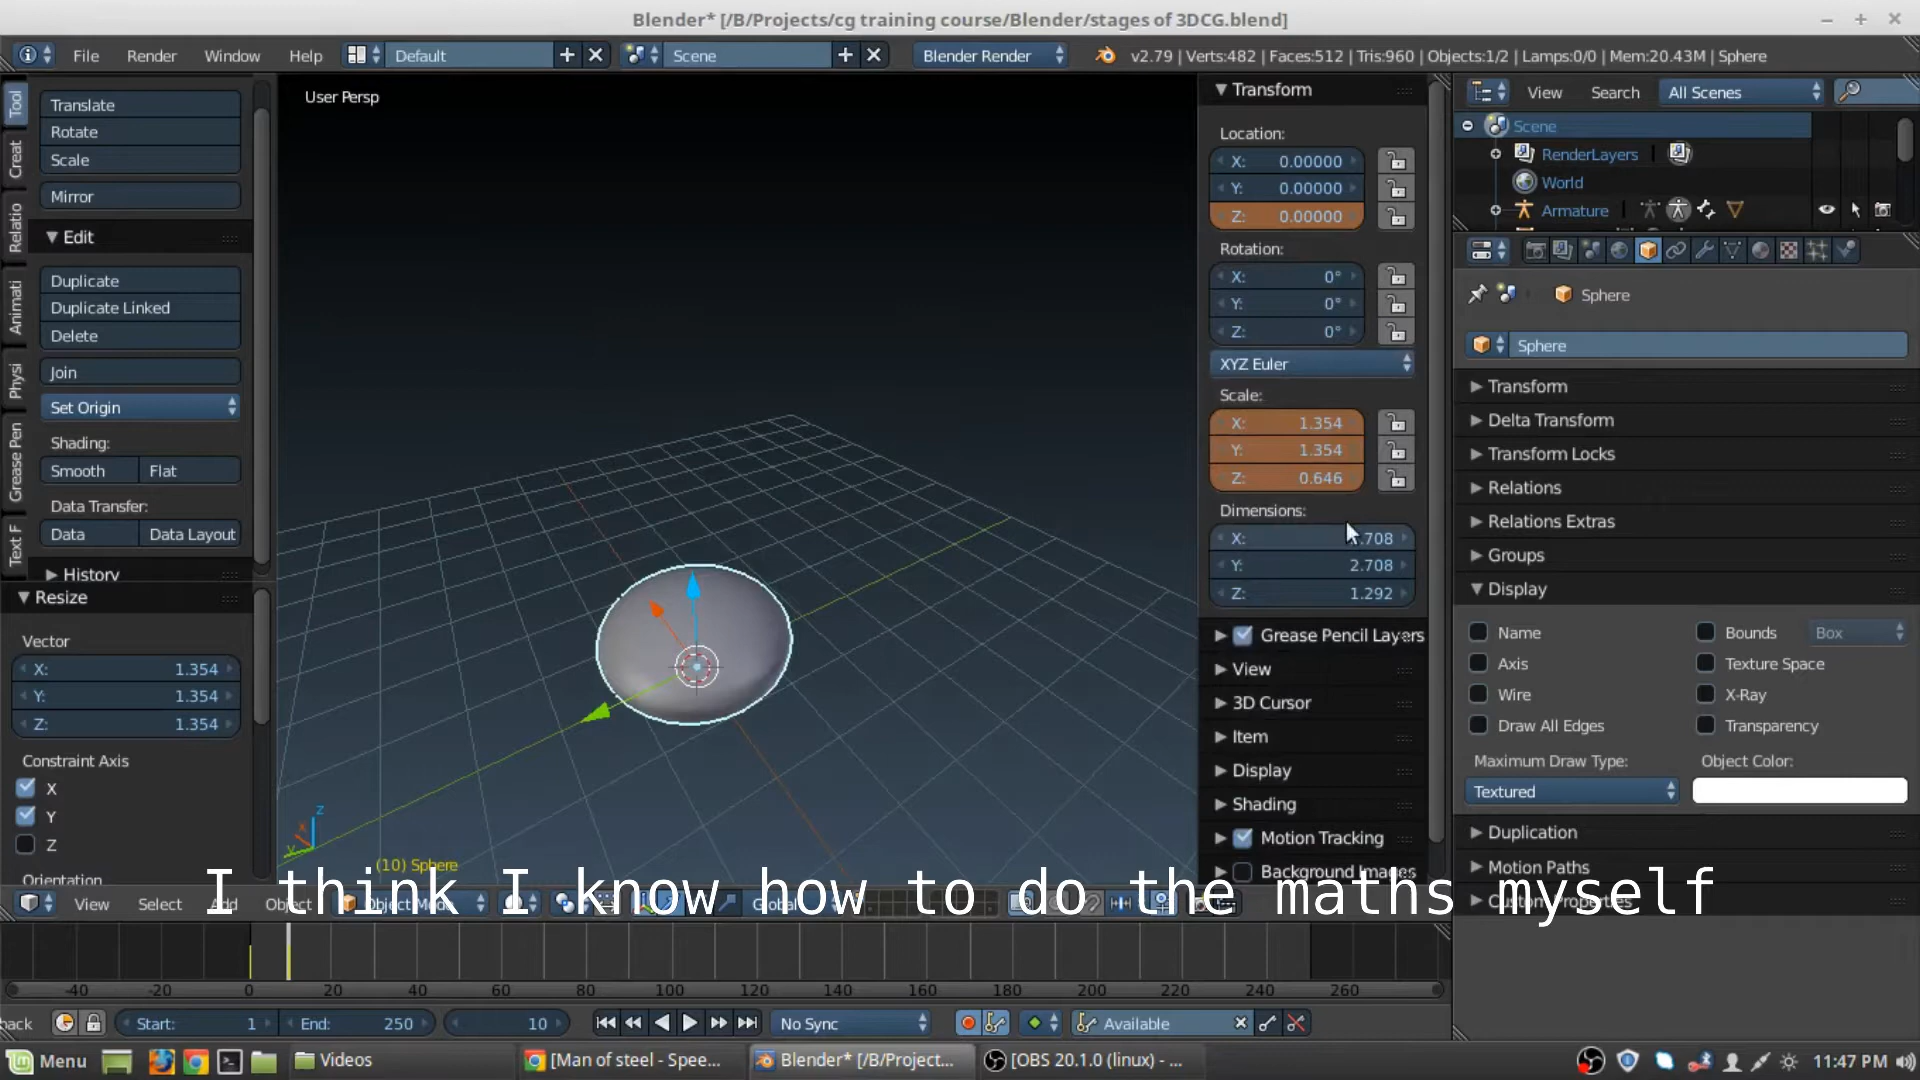 Blender* [/B/Projects/cg training course/Blender/stages of 3DCG.blend]
File Render Window Help Default Scene Blender Render v2.79 | Verts:482 | Faces:512 | Tris:960 | Objects:1/2 | Lamps:0/0 | Mem:20.43M | Sphere
Tool
Creat
Relatio
Animati
Physi
Grease Pen
Text F
Translate
Rotate
Scale
Mirror
Edit
Duplicate
Duplicate Linked
Delete
Join
Set Origin
Shading:
Smooth Flat
Data Transfer:
Data Data Layout
History
Resize
Vector
X: 1.354
Y: 1.354
Z: 1.354
Constraint Axis
X
Y
Z
Orientation
User Persp
z
x
y
(10) Sphere
Transform
Location:
X: 0.00000
Y: 0.00000
Z: 0.00000
Rotation:
X: 0°
Y: 0°
Z: 0°
XYZ Euler
Scale:
X: 1.354
Y: 1.354
Z: 0.646
Dimensions:
X: .708
Y: 2.708
Z: 1.292
Grease Pencil Layers
View
3D Cursor
Item
Display
Shading
Motion Tracking
Background Images
View Search All Scenes
Scene
RenderLayers
World
Armature
Sphere
Sphere
Transform
Delta Transform
Transform Locks
Relations
Relations Extras
Groups
Display
Name Bounds Box
Axis Texture Space
Wire X-Ray
Draw All Edges Transparency
Maximum Draw Type: Object Color:
Textured
Duplication
Motion Paths
Custom Properties
I think I know how to do the maths myself
View Select Add Object Object Mode Global
-40 -20 0 20 40 60 80 100 120 140 160 180 200 220 240 260
back Start: 1 End: 250 10 No Sync Available
Menu Videos [Man of steel - Spee... Blender* [/B/Project... [OBS 20.1.0 (linux) - ... 11:47 PM